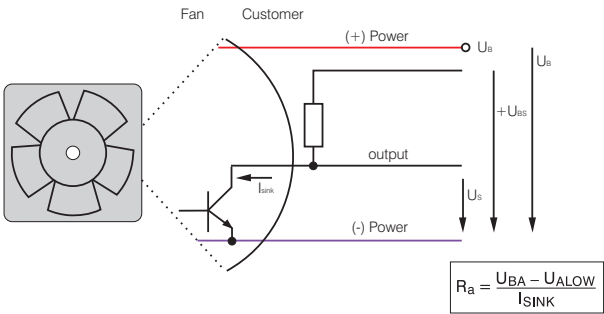 Fan Customer
(+) Power
UB
UB
+UBS
output
Isink
US
(-) Power
Ra = UBA – UALOW
ISINK